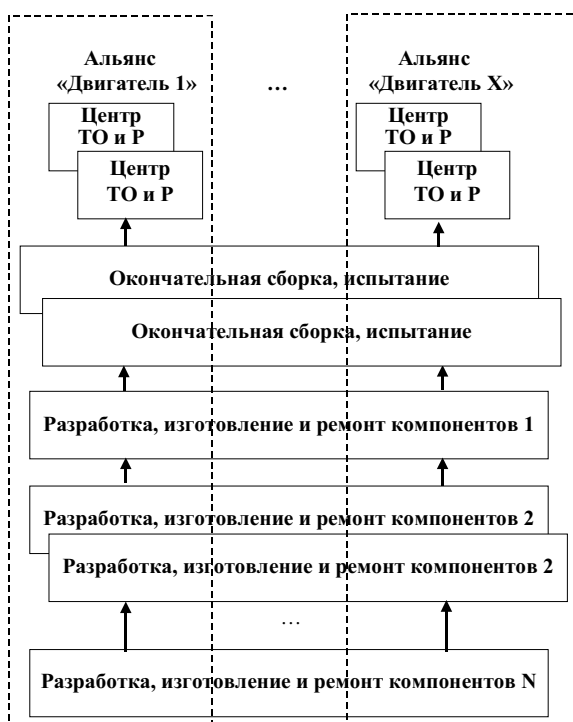 Альянс
«Двигатель 1»
...
Альянс
«Двигатель X»
Центр
ТО и Р
Центр
ТО и Р
Центр
ТО и Р
Центр
ТО и Р
Окончательная сборка, испытание
Окончательная сборка, испытание
Разработка, изготовление и ремонт компонентов 1
Разработка, изготовление и ремонт компонентов 2
Разработка, изготовление и ремонт компонентов 2
...
Разработка, изготовление и ремонт компонентов N